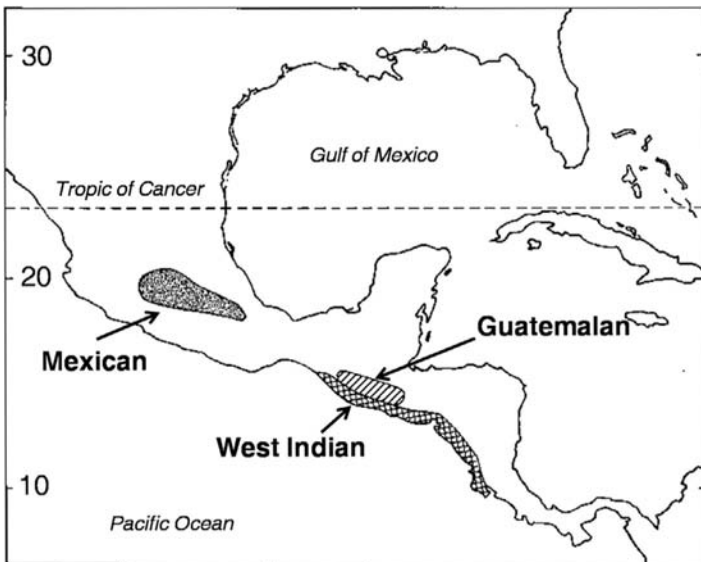 30
Gulf of Mexico
Tropic of Cancer
20
Guatemalan
Mexican
West Indian
10
Pacific Ocean